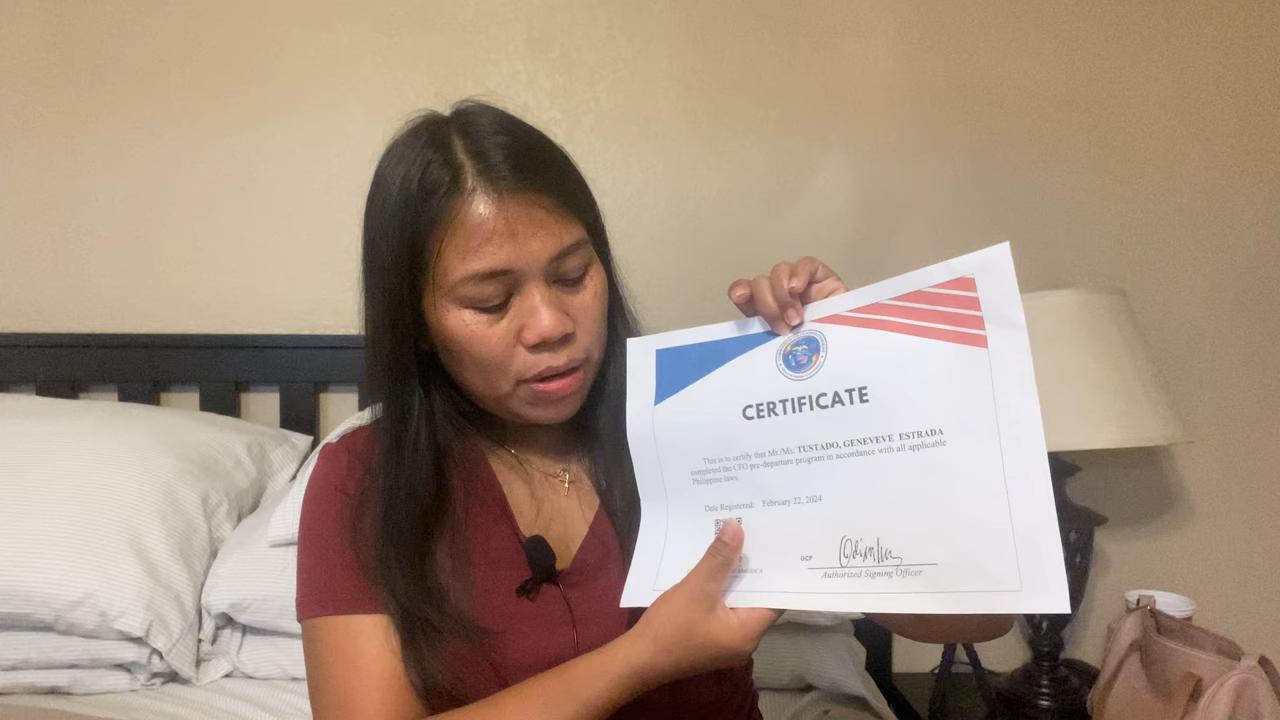 CERTIFICATE
This is to certify that Mr./Ms. TUSTADO, GENEVEVE ESTRADA
completed the CFO pre-departure program in accordance with all applicable
Philippine laws.
Date Registered: February 22, 2024
GCP
Authorized Signing Officer